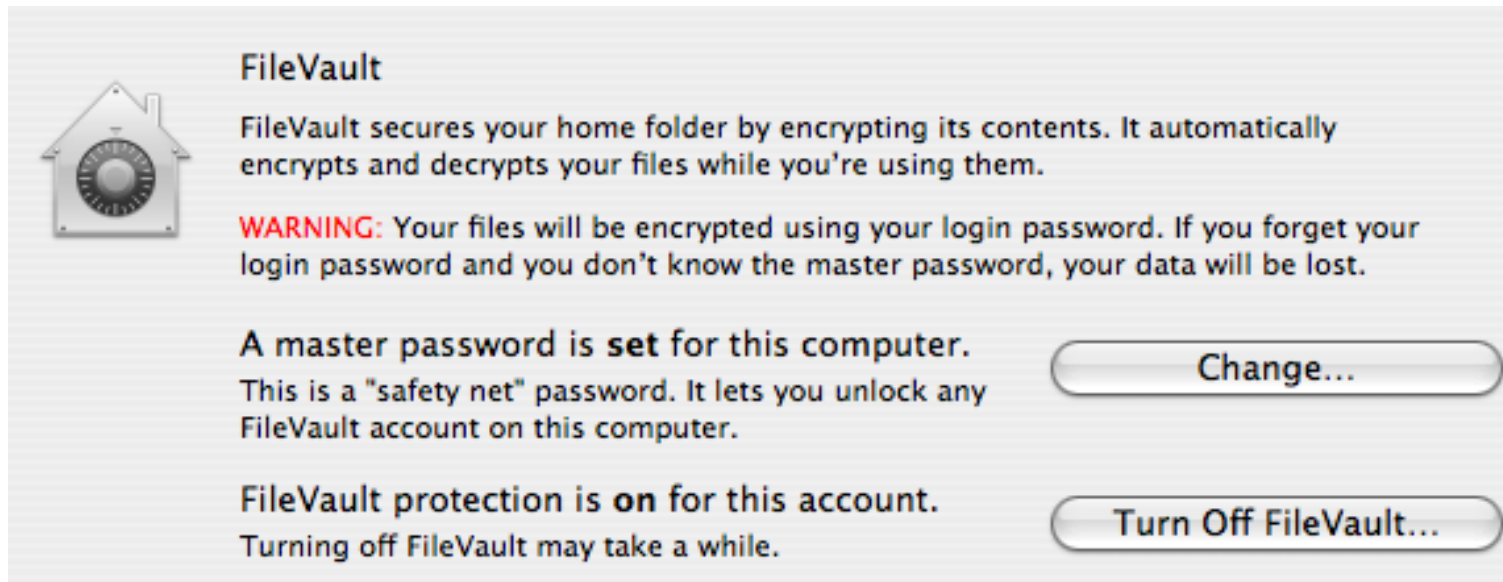 FileVault
FileVault secures your home folder by encrypting its contents. It automatically
encrypts and decrypts your files while you’re using them.
WARNING: Your files will be encrypted using your login password. If you forget your
login password and you don’t know the master password, your data will be lost.
A master password is set for this computer.
Change...
This is a "safety net" password. It lets you unlock any
FileVault account on this computer.
FileVault protection is on for this account.
Turn Off FileVault...
Turning off FileVault may take a while.